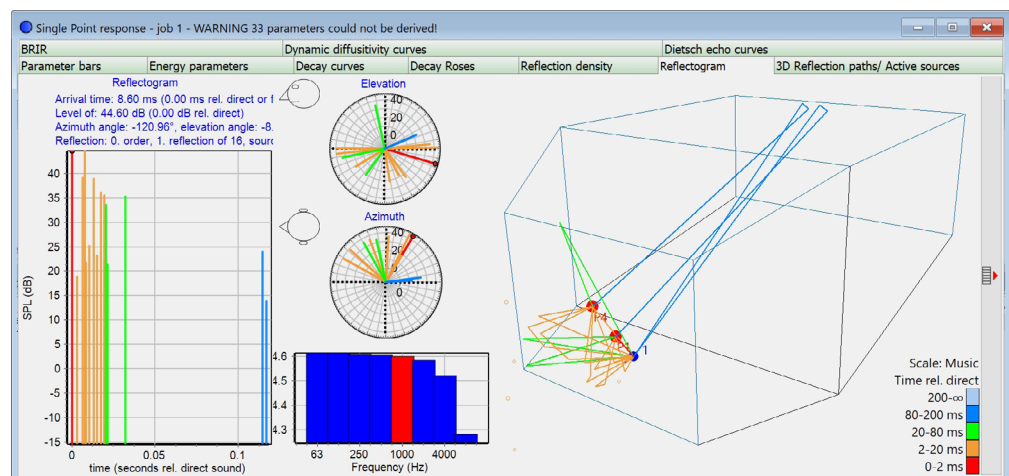 Single Point response - job 1 - WARNING 33 parameters could not be derived!
BRIR
Dynamic diffusitivity curves
Dietsch echo curves
Parameter bars
Energy parameters
Decay curves
Decay Roses
Reflection density
Reflectogram
3D Reflection paths/ Active sources
Reflectogram
Arrival time: 8.60 ms (0.00 ms rel. direct or f
Level of: 44.60 dB (0.00 dB rel. direct)
Azimuth angle: -120.96°, elevation angle: -8.
Reflection: 0. order, 1. reflection of 16, sourc
SPL (dB)
40
35
30
25
20
15
10
5
0
-5
-10
-15
0
0.05
0.1
time (seconds rel. direct sound)
Elevation
40
20
0
Azimuth
40
20
0
4.6
4.5
4.4
4.3
63
250
1000
4000
Frequency (Hz)
P4
1
Scale: Music
Time rel. direct
200-∞
80-200 ms
20-80 ms
2-20 ms
0-2 ms